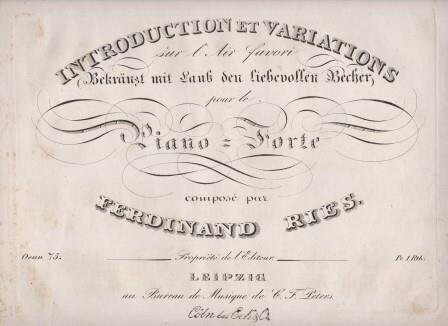 INTRODUCTION ET VARIATIONS
sur l'Air favori
(Bekränzt mit Laub den liebevollen Becher)
pour le
Piano = Forte
composé par
FERDINAND RIES.
Oeuv. 75. Propriété de l'Editeur. Pr. 1 Rth.
LEIPZIG
au Bureau de Musique de C. F. Peters.
Cöln bei